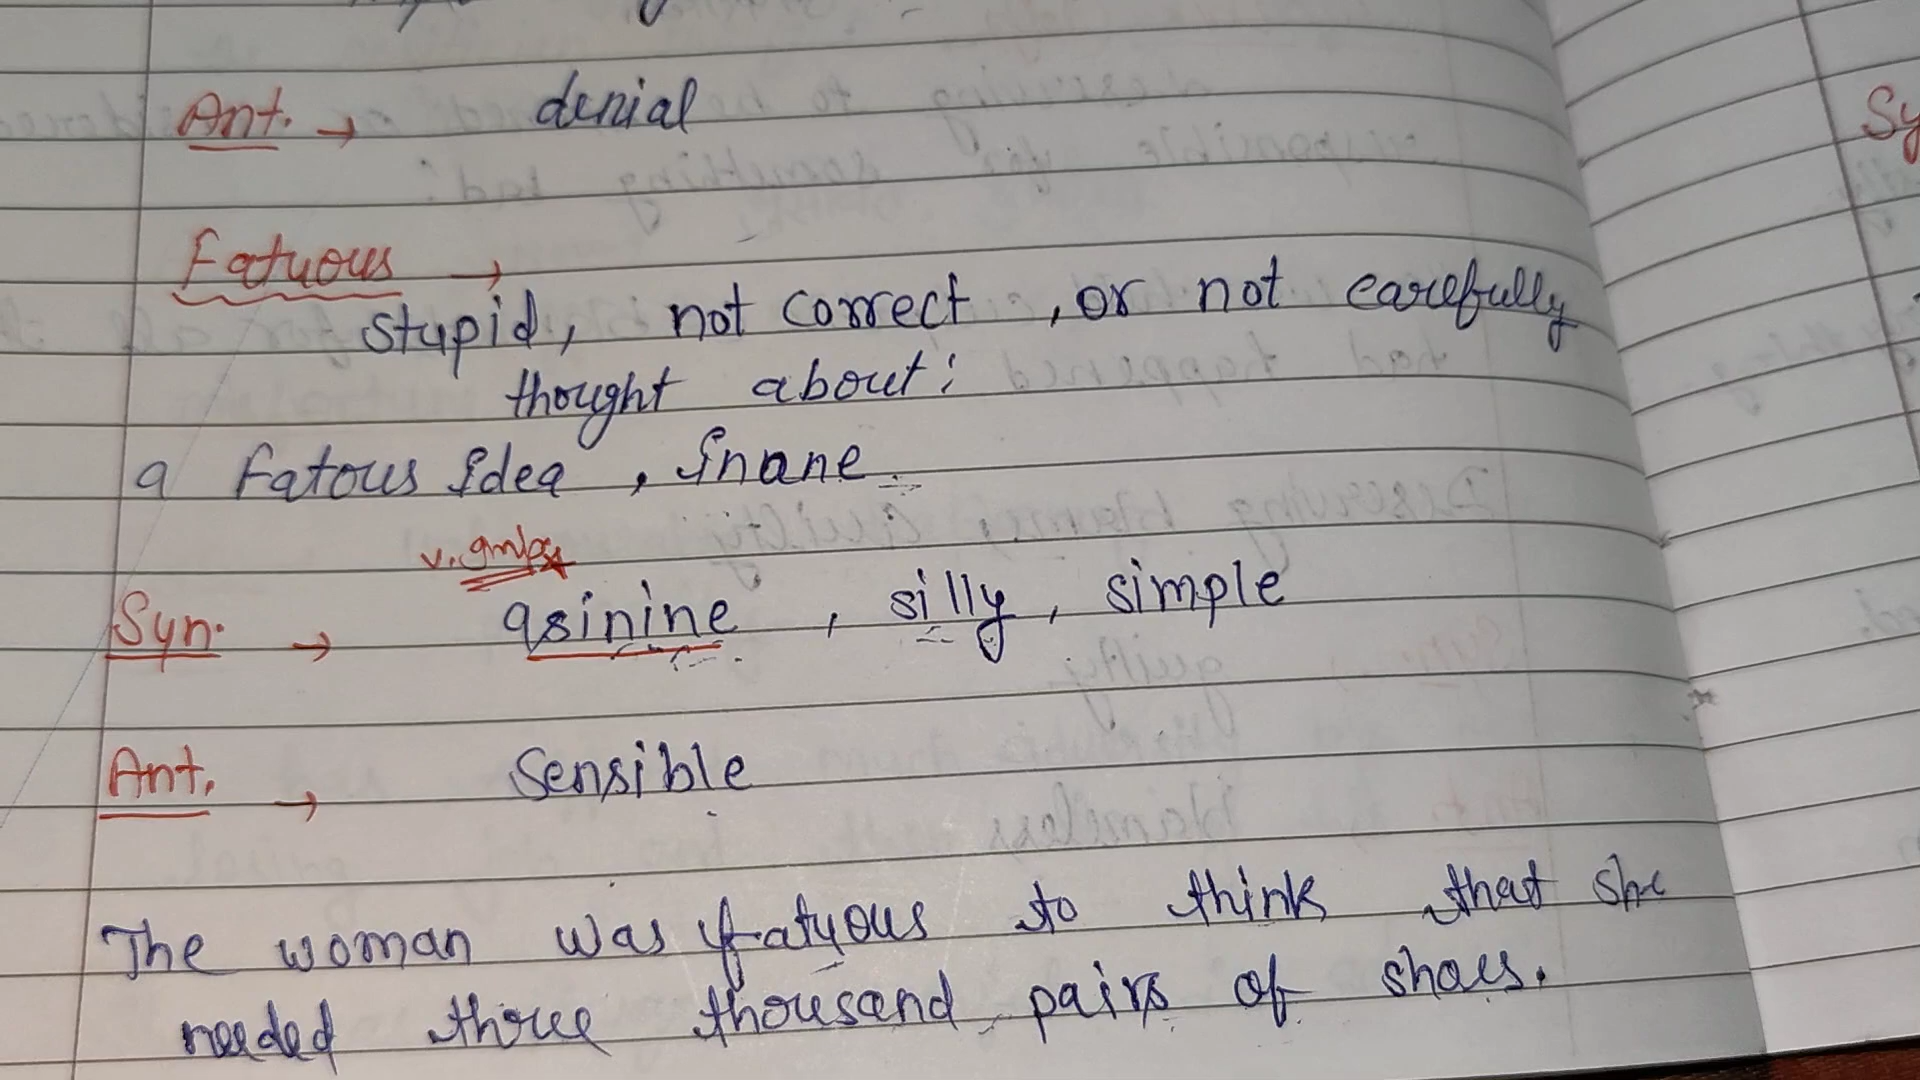 Ant. → denial
Fatuous →
stupid, not correct, or not carefully
thought about:
a Fatous Idea, Inane.
v. Imp
Syn. → asinine, silly, simple
Ant. → Sensible
The woman was fatuous to think that she
needed three thousand pairs of shoes.
Sy